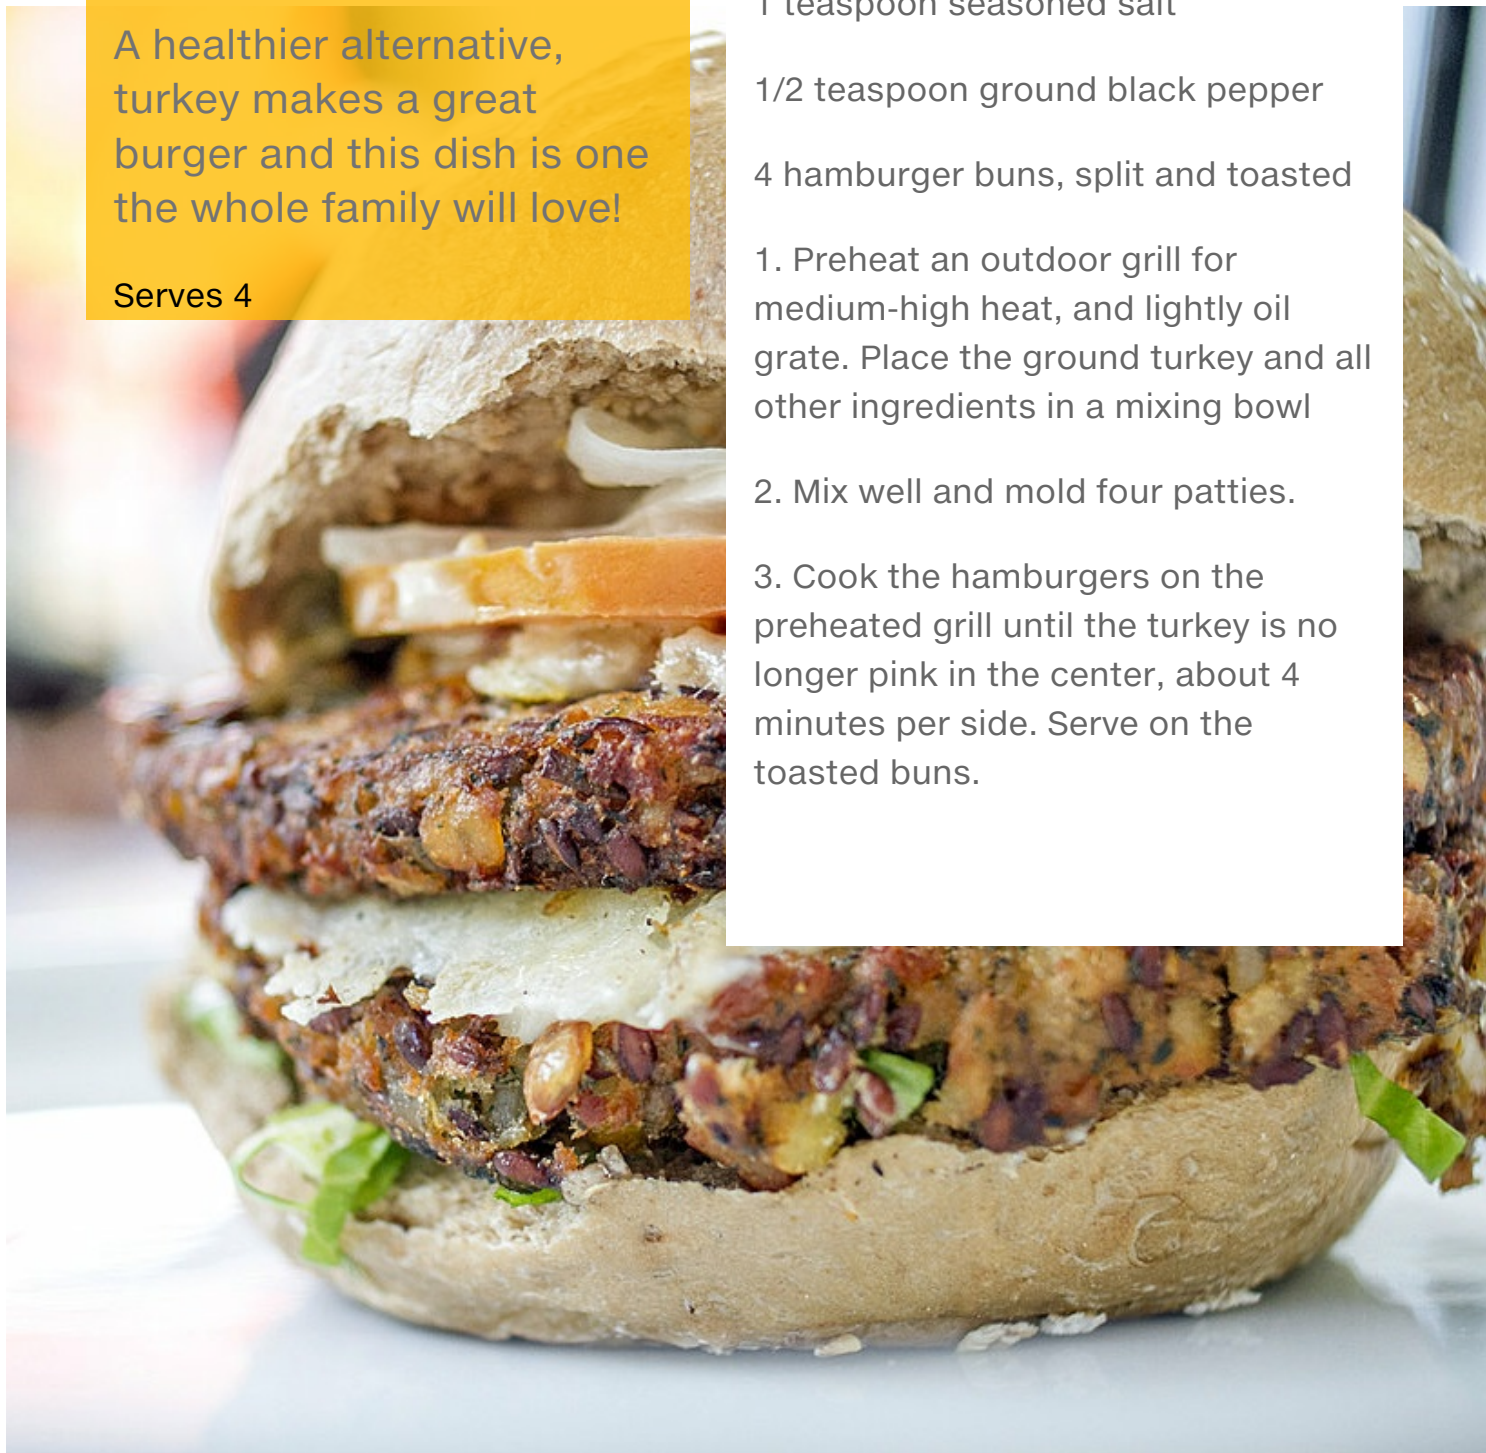 A healthier alternative,
turkey makes a great
burger and this dish is one
the whole family will love!
Serves 4
1 teaspoon seasoned salt
1/2 teaspoon ground black pepper
4 hamburger buns, split and toasted
1. Preheat an outdoor grill for
medium-high heat, and lightly oil
grate. Place the ground turkey and all
other ingredients in a mixing bowl
2. Mix well and mold four patties.
3. Cook the hamburgers on the
preheated grill until the turkey is no
longer pink in the center, about 4
minutes per side. Serve on the
toasted buns.